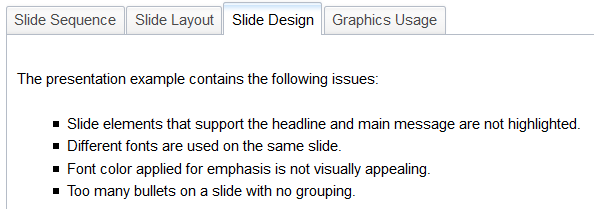 Slide Sequence Slide Layout Slide Design Graphics Usage
The presentation example contains the following issues:
Slide elements that support the headline and main message are not highlighted.
Different fonts are used on the same slide.
Font color applied for emphasis is not visually appealing.
Too many bullets on a slide with no grouping.